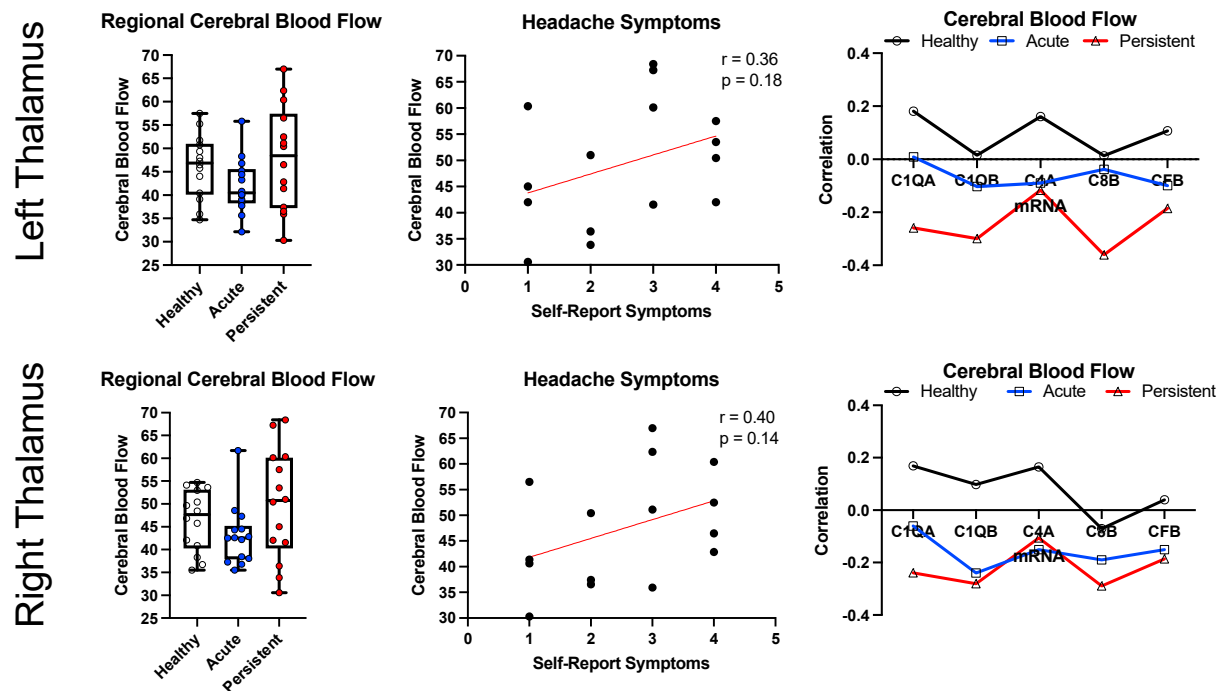 Left Thalamus
Regional Cerebral Blood Flow
Cerebral Blood Flow
70
65
60
55
50
45
40
35
30
25
Healthy
Acute
Persistent
Headache Symptoms
r = 0.36
p = 0.18
Cerebral Blood Flow
70
65
60
55
50
45
40
35
30
0 1 2 3 4 5
Self-Report Symptoms
Cerebral Blood Flow
Healthy Acute Persistent
Correlation
0.4
0.2
0.0
-0.2
-0.4
C1QA C1QB C4A C8B CFB
mRNA
Right Thalamus
Regional Cerebral Blood Flow
Cerebral Blood Flow
70
65
60
55
50
45
40
35
30
25
Healthy
Acute
Persistent
Headache Symptoms
r = 0.40
p = 0.14
Cerebral Blood Flow
70
65
60
55
50
45
40
35
30
0 1 2 3 4 5
Self-Report Symptoms
Cerebral Blood Flow
Healthy Acute Persistent
Correlation
0.4
0.2
0.0
-0.2
-0.4
C1QA C1QB C4A C8B CFB
mRNA